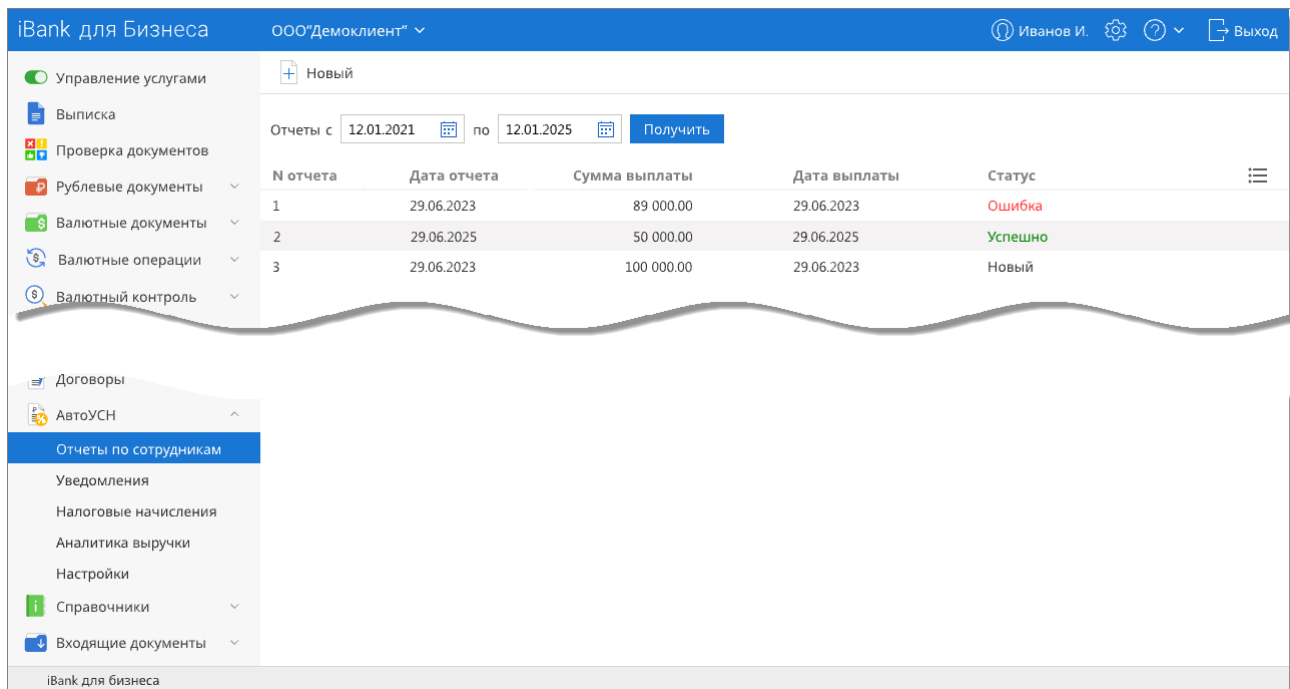 iBank для Бизнеса ООО"Демоклиент" Иванов И. Выход
Управление услугами
Новый
Выписка
Проверка документов
Рублевые документы
Валютные документы
Валютные операции
Валютный контроль
Отчеты с 12.01.2021 по 12.01.2025 Получить
N отчета Дата отчета Сумма выплаты Дата выплаты Статус
1 29.06.2023 89 000.00 29.06.2023 Ошибка
2 29.06.2025 50 000.00 29.06.2025 Успешно
3 29.06.2023 100 000.00 29.06.2023 Новый
Договоры
АвтоУСН
Отчеты по сотрудникам
Уведомления
Налоговые начисления
Аналитика выручки
Настройки
Справочники
Входящие документы
iBank для бизнеса